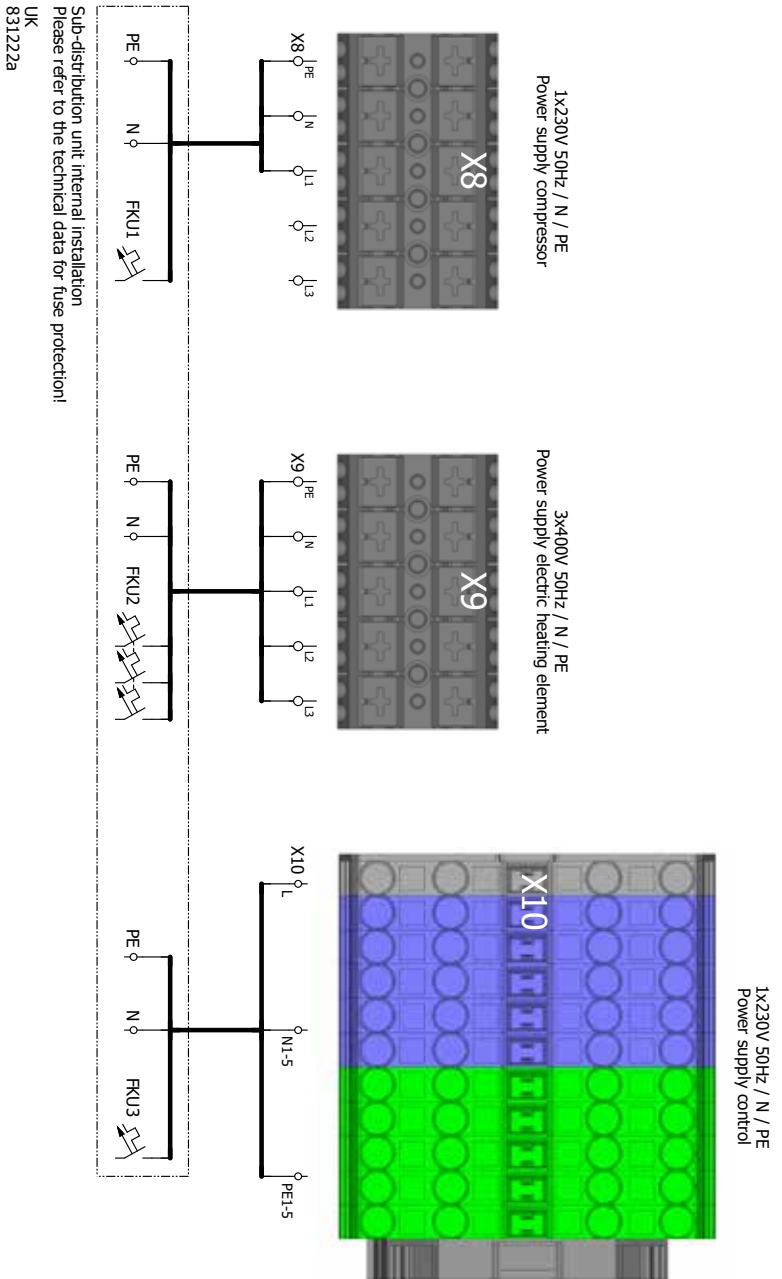 1x230V 50Hz / N / PE
Power supply compressor
X8
X8
PE
N
L1
L2
L3
PE
N
FKU1
3x400V 50Hz / N / PE
Power supply electric heating element
X9
X9
PE
N
L1
L2
L3
PE
N
FKU2
1x230V 50Hz / N / PE
Power supply control
X10
X10
L
N1-5
PE1-5
PE
N
FKU3
Sub-distribution unit internal installation
Please refer to the technical data for fuse protection!
UK
831222a